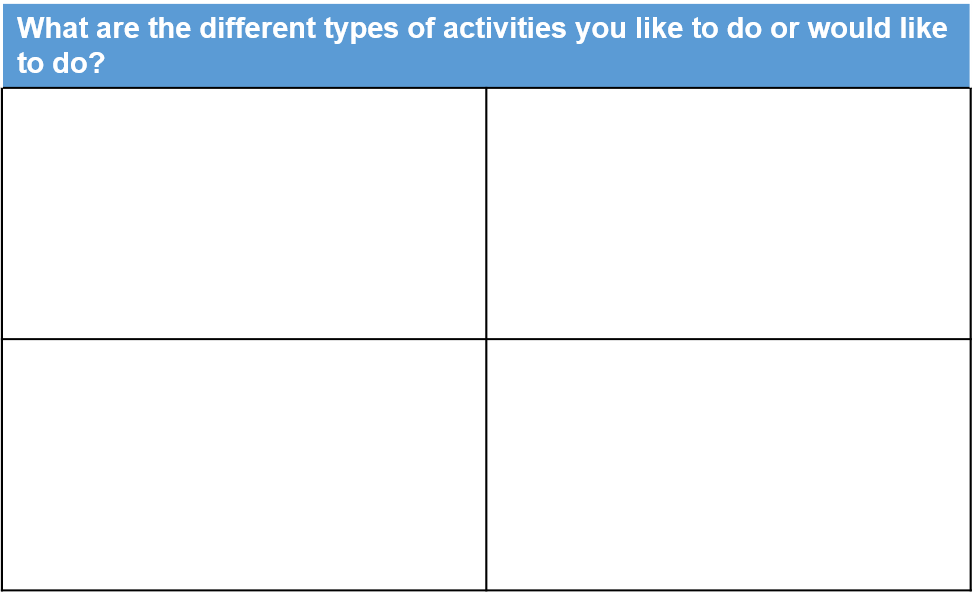 What are the different types of activities you like to do or would like
to do?